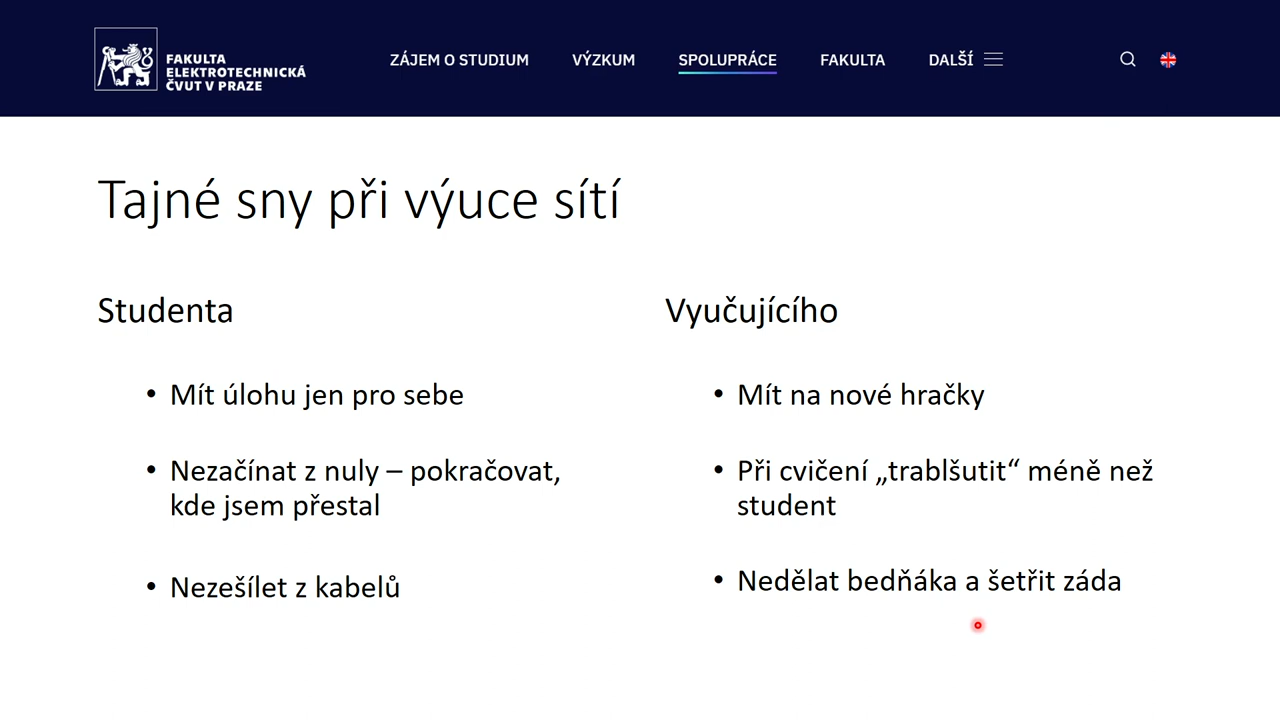 FAKULTA
ELEKTROTECHNICKÁ
ČVUT V PRAZE
ZÁJEM O STUDIUM
VÝZKUM
SPOLUPRÁCE
FAKULTA
DALŠÍ
Tajné sny při výuce sítí
Studenta
• Mít úlohu jen pro sebe
• Nezačínat z nuly – pokračovat,
kde jsem přestal
• Nezešílet z kabelů
Vyučujícího
• Mít na nové hračky
• Při cvičení „trablšutit“ méně než
student
• Nedělat bedňáka a šetřit záda